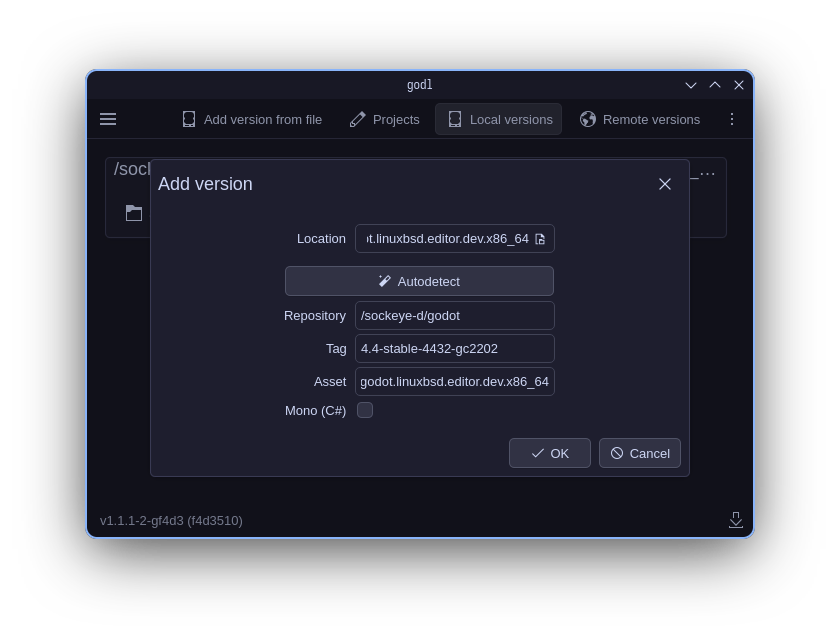 godl
Add version from file
Projects
Local versions
Remote versions
/sock
_…
Add version
Location
t.linuxbsd.editor.dev.x86_64
Autodetect
Repository
/sockeye-d/godot
Tag
4.4-stable-4432-gc2202
Asset
godot.linuxbsd.editor.dev.x86_64
Mono (C#)
OK
Cancel
v1.1.1-2-gf4d3 (f4d3510)